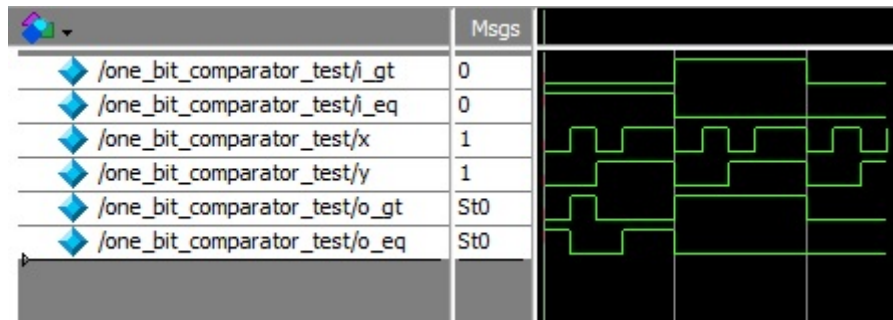 Msgs
/one_bit_comparator_test/i_gt 0
/one_bit_comparator_test/i_eq 0
/one_bit_comparator_test/x 1
/one_bit_comparator_test/y 1
/one_bit_comparator_test/o_gt St0
/one_bit_comparator_test/o_eq St0